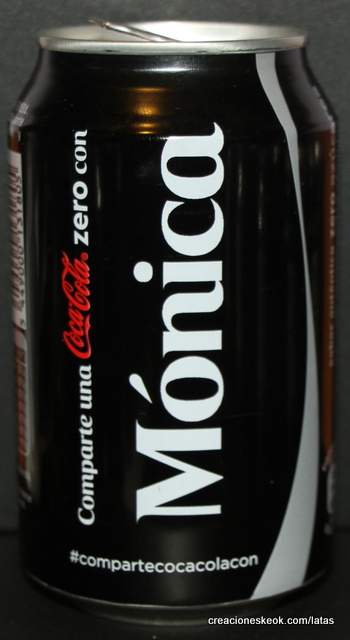 Comparte una Coca-Cola zero con
Mónica
#compartecocacolacon
creacioneskeok.com/latas